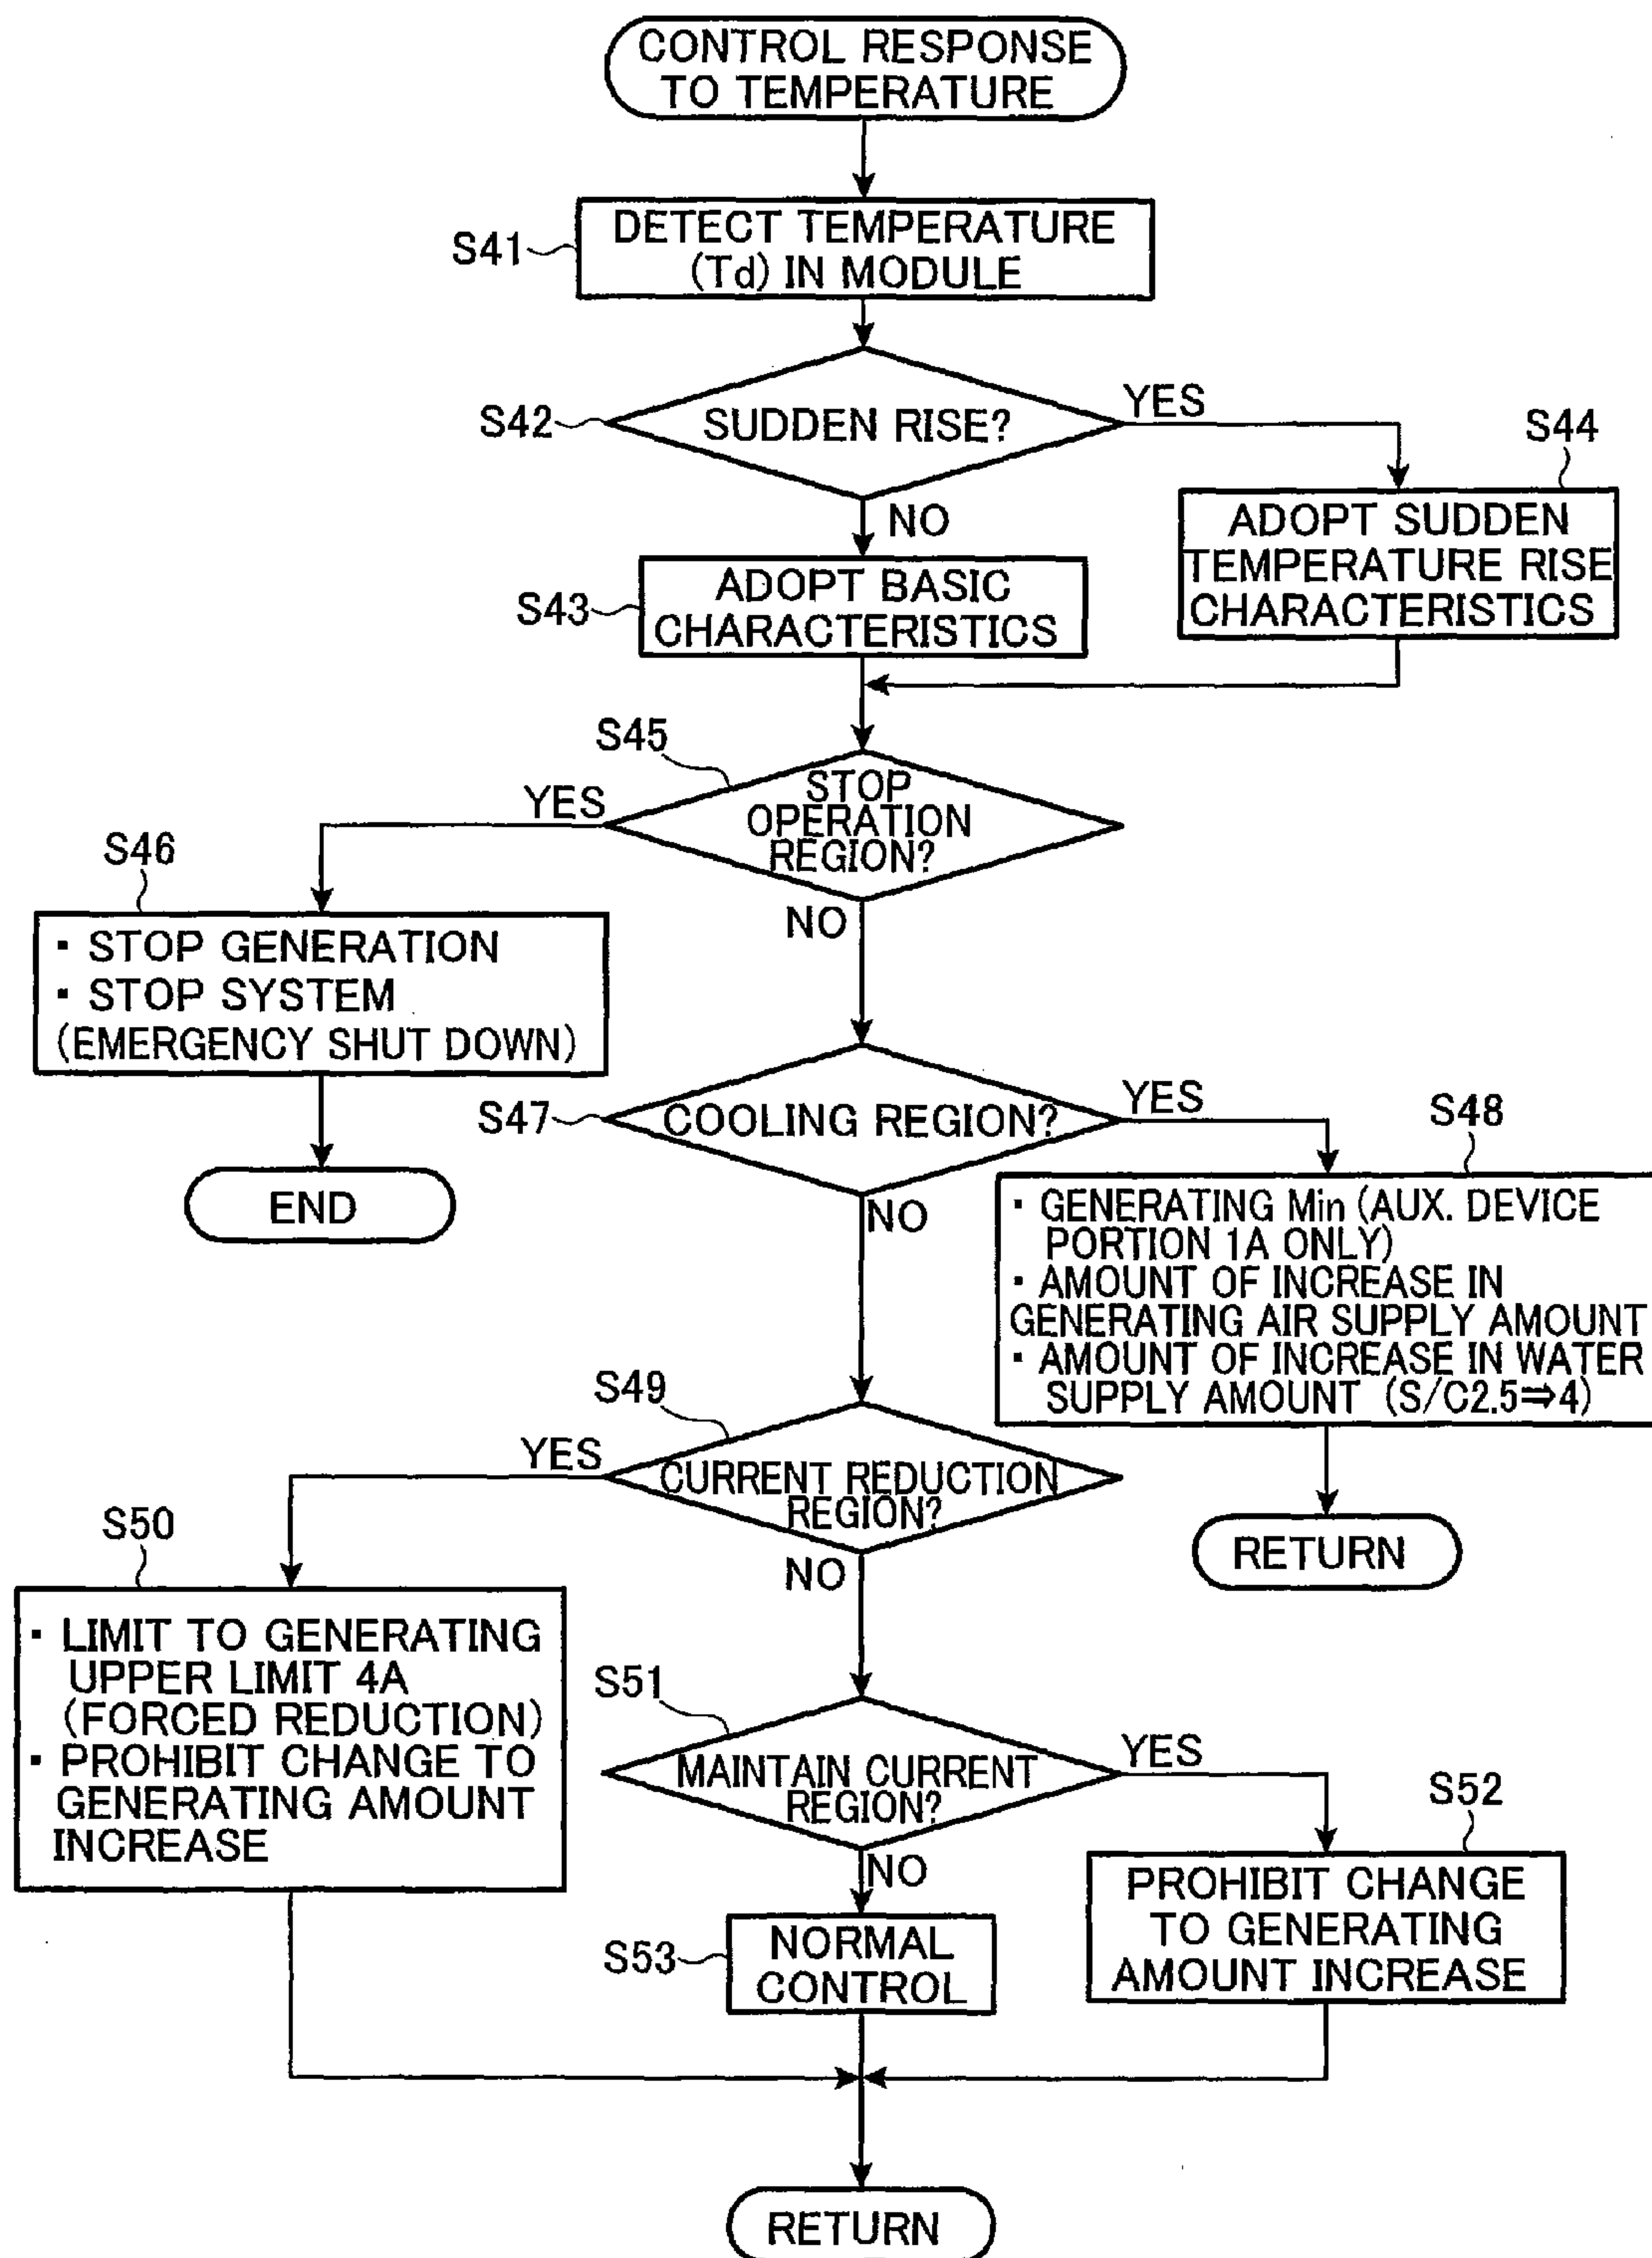 CONTROL RESPONSE
TO TEMPERATURE
S41
DETECT TEMPERATURE
(Td) IN MODULE
S42
SUDDEN RISE?
YES
NO
S44
ADOPT SUDDEN
TEMPERATURE RISE
CHARACTERISTICS
S43
ADOPT BASIC
CHARACTERISTICS
S45
STOP
OPERATION
REGION?
YES
NO
S46
· STOP GENERATION
· STOP SYSTEM
(EMERGENCY SHUT DOWN)
END
S47
COOLING REGION?
YES
NO
S48
· GENERATING Min (AUX. DEVICE
PORTION 1A ONLY)
· AMOUNT OF INCREASE IN
GENERATING AIR SUPPLY AMOUNT
· AMOUNT OF INCREASE IN WATER
SUPPLY AMOUNT (S/C2.5⇒4)
RETURN
S49
CURRENT REDUCTION
REGION?
YES
NO
S50
· LIMIT TO GENERATING
UPPER LIMIT 4A
(FORCED REDUCTION)
· PROHIBIT CHANGE TO
GENERATING AMOUNT
INCREASE
S51
MAINTAIN CURRENT
REGION?
YES
NO
S52
PROHIBIT CHANGE
TO GENERATING
AMOUNT INCREASE
S53
NORMAL
CONTROL
RETURN